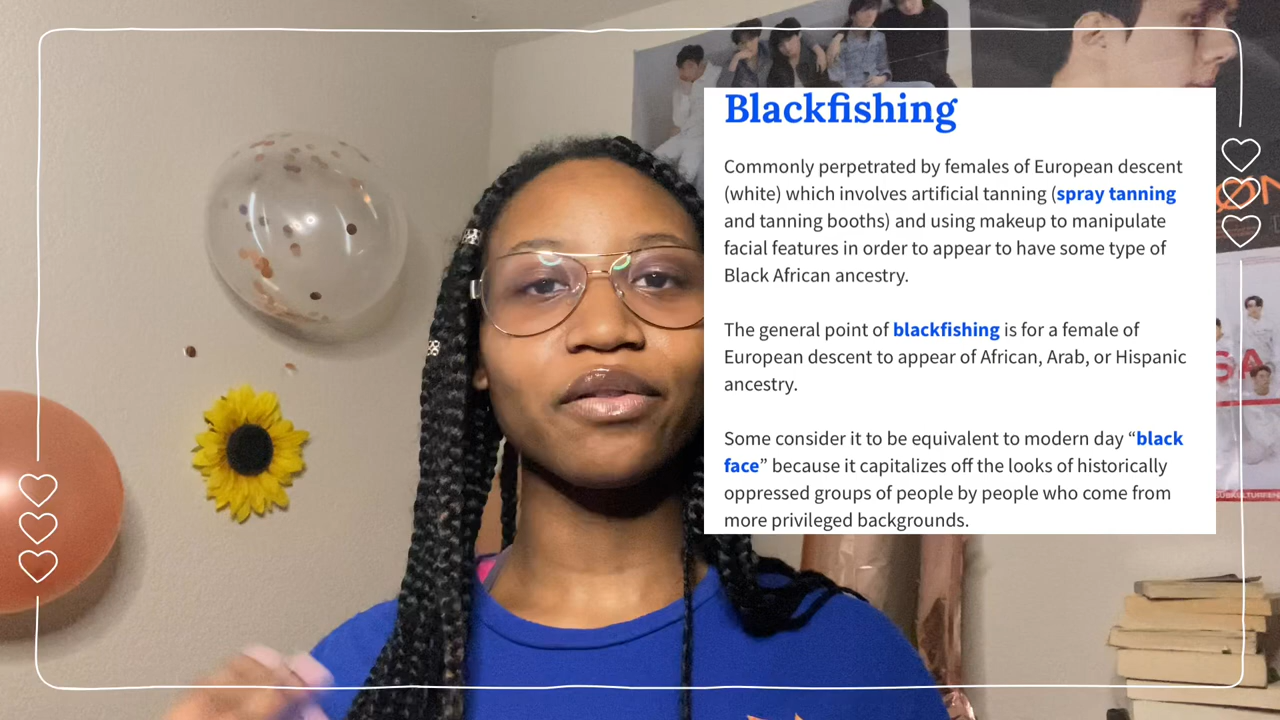 Blackfishing
Commonly perpetrated by females of European descent
(white) which involves artificial tanning (spray tanning
and tanning booths) and using makeup to manipulate
facial features in order to appear to have some type of
Black African ancestry.
The general point of blackfishing is for a female of
European descent to appear of African, Arab, or Hispanic
ancestry.
Some consider it to be equivalent to modern day “black
face” because it capitalizes off the looks of historically
oppressed groups of people by people who come from
more privileged backgrounds.